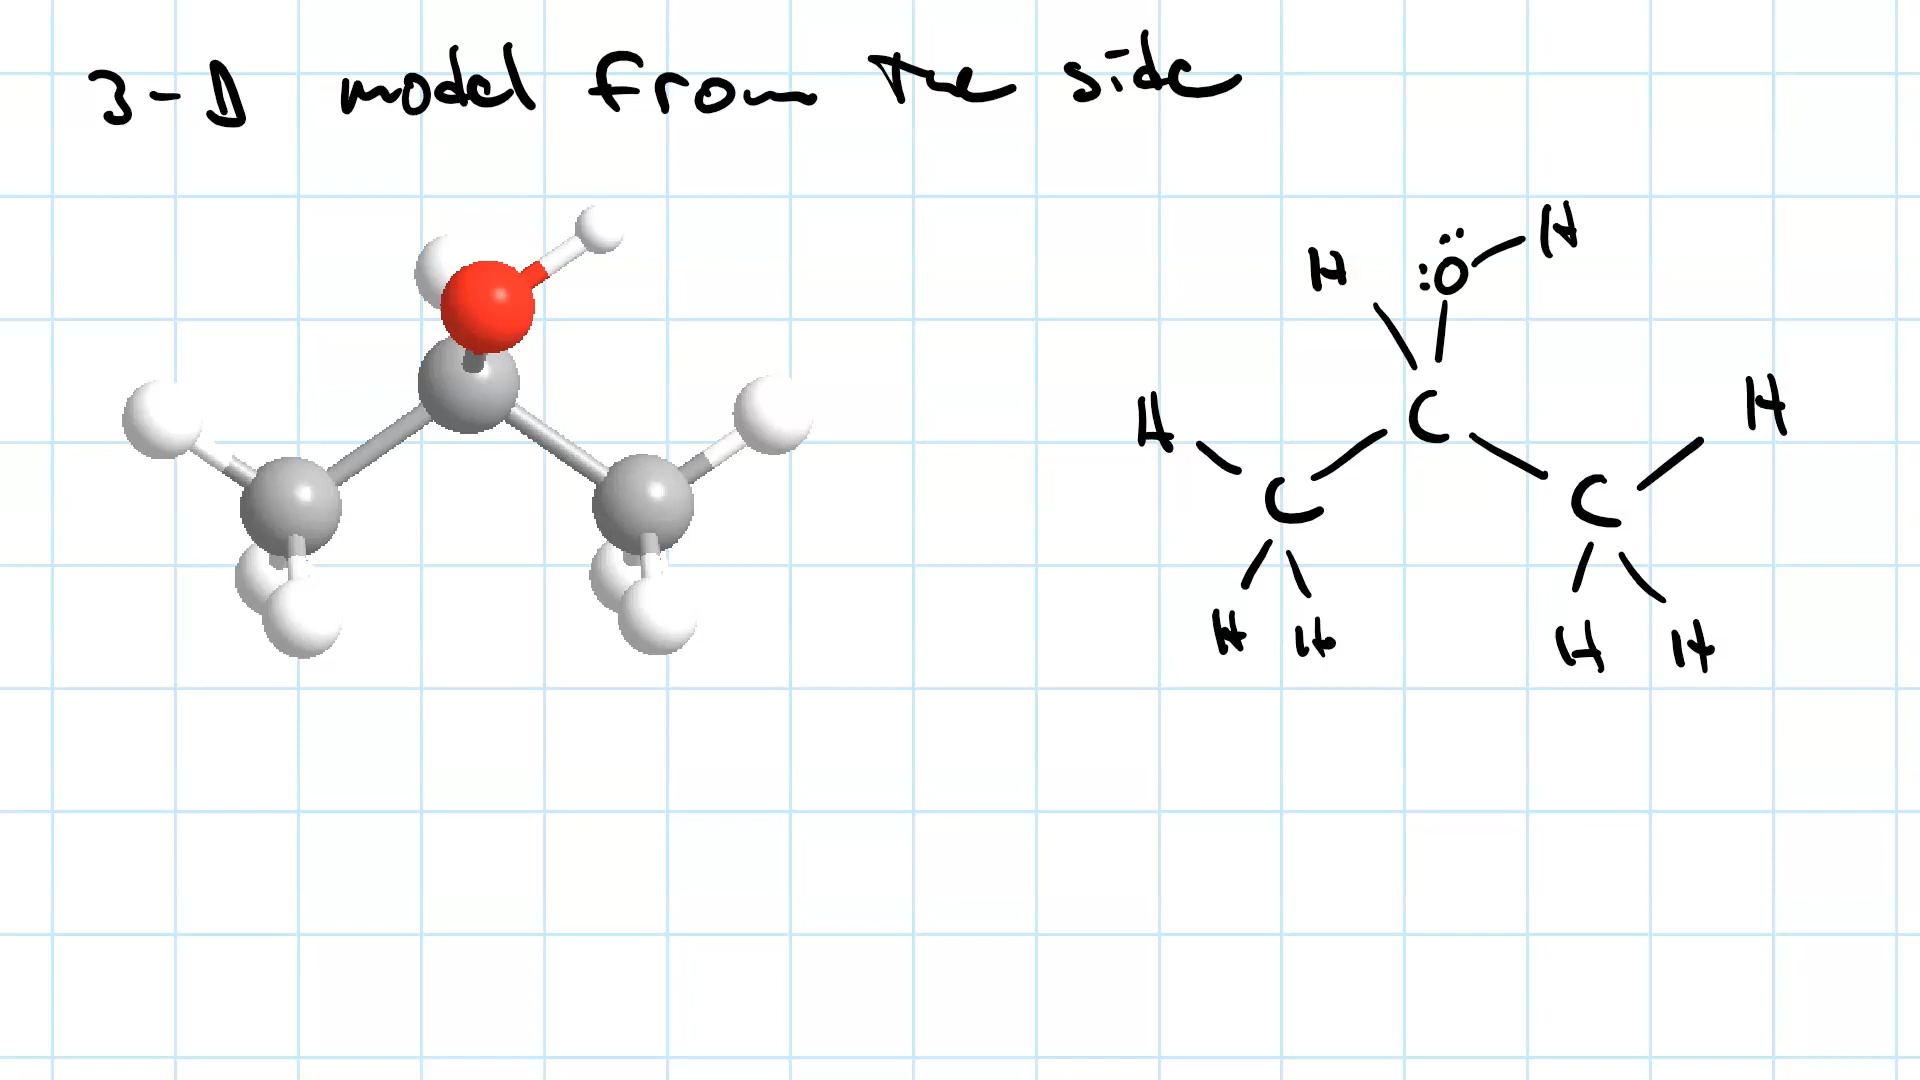 3-D model from the side
H :Ö H
H C H
C C
H H H H